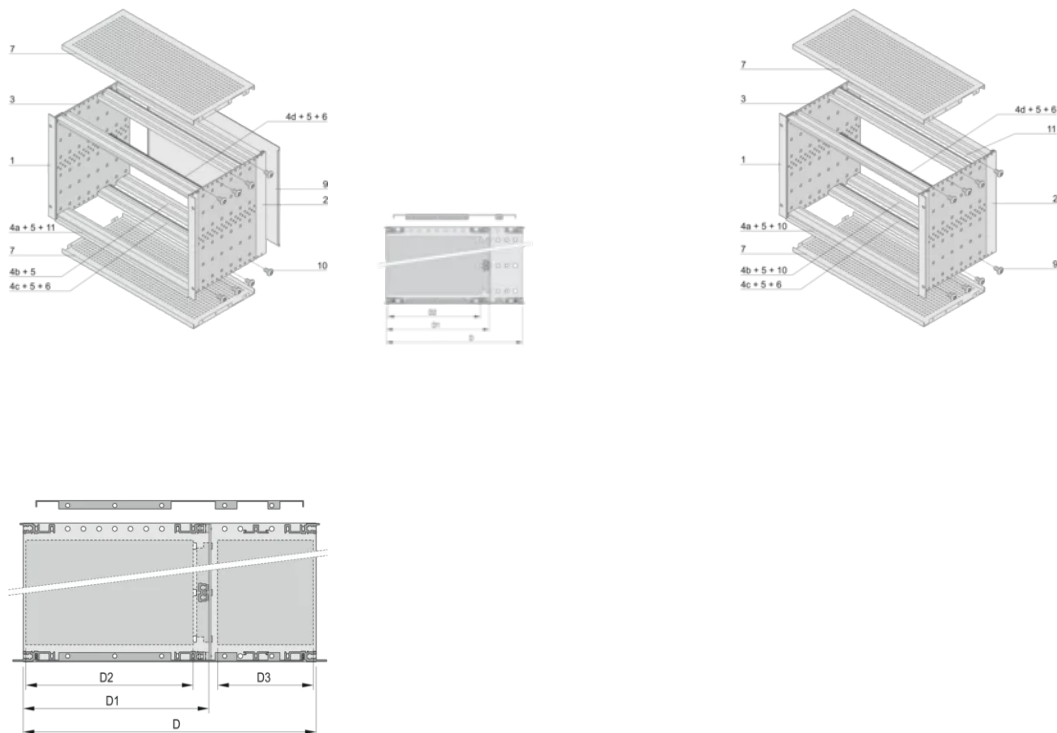 7
3
4d + 5 + 6
1
9
2
4a + 5 + 11
7
10
4b + 5
4c + 5 + 6
D2
D1
D
7
3
4d + 5 + 6
11
1
2
4a + 5 + 10
7
9
4b + 5 + 10
4c + 5 + 6
D2
D3
D1
D